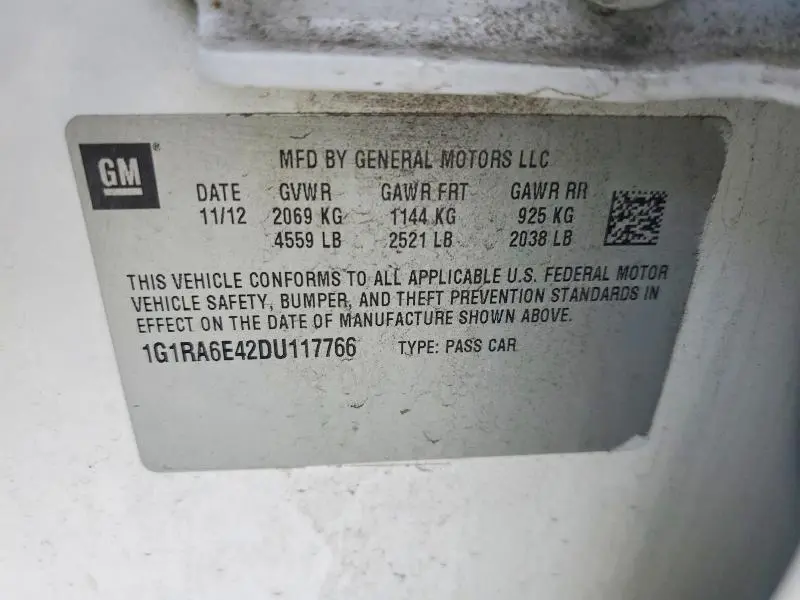 GM ®
MFD BY GENERAL MOTORS LLC
DATE GVWR GAWR FRT GAWR RR
11/12 2069 KG 1144 KG 925 KG
4559 LB 2521 LB 2038 LB
THIS VEHICLE CONFORMS TO ALL APPLICABLE U.S. FEDERAL MOTOR
VEHICLE SAFETY, BUMPER, AND THEFT PREVENTION STANDARDS IN
EFFECT ON THE DATE OF MANUFACTURE SHOWN ABOVE.
1G1RA6E42DU117766 TYPE: PASS CAR